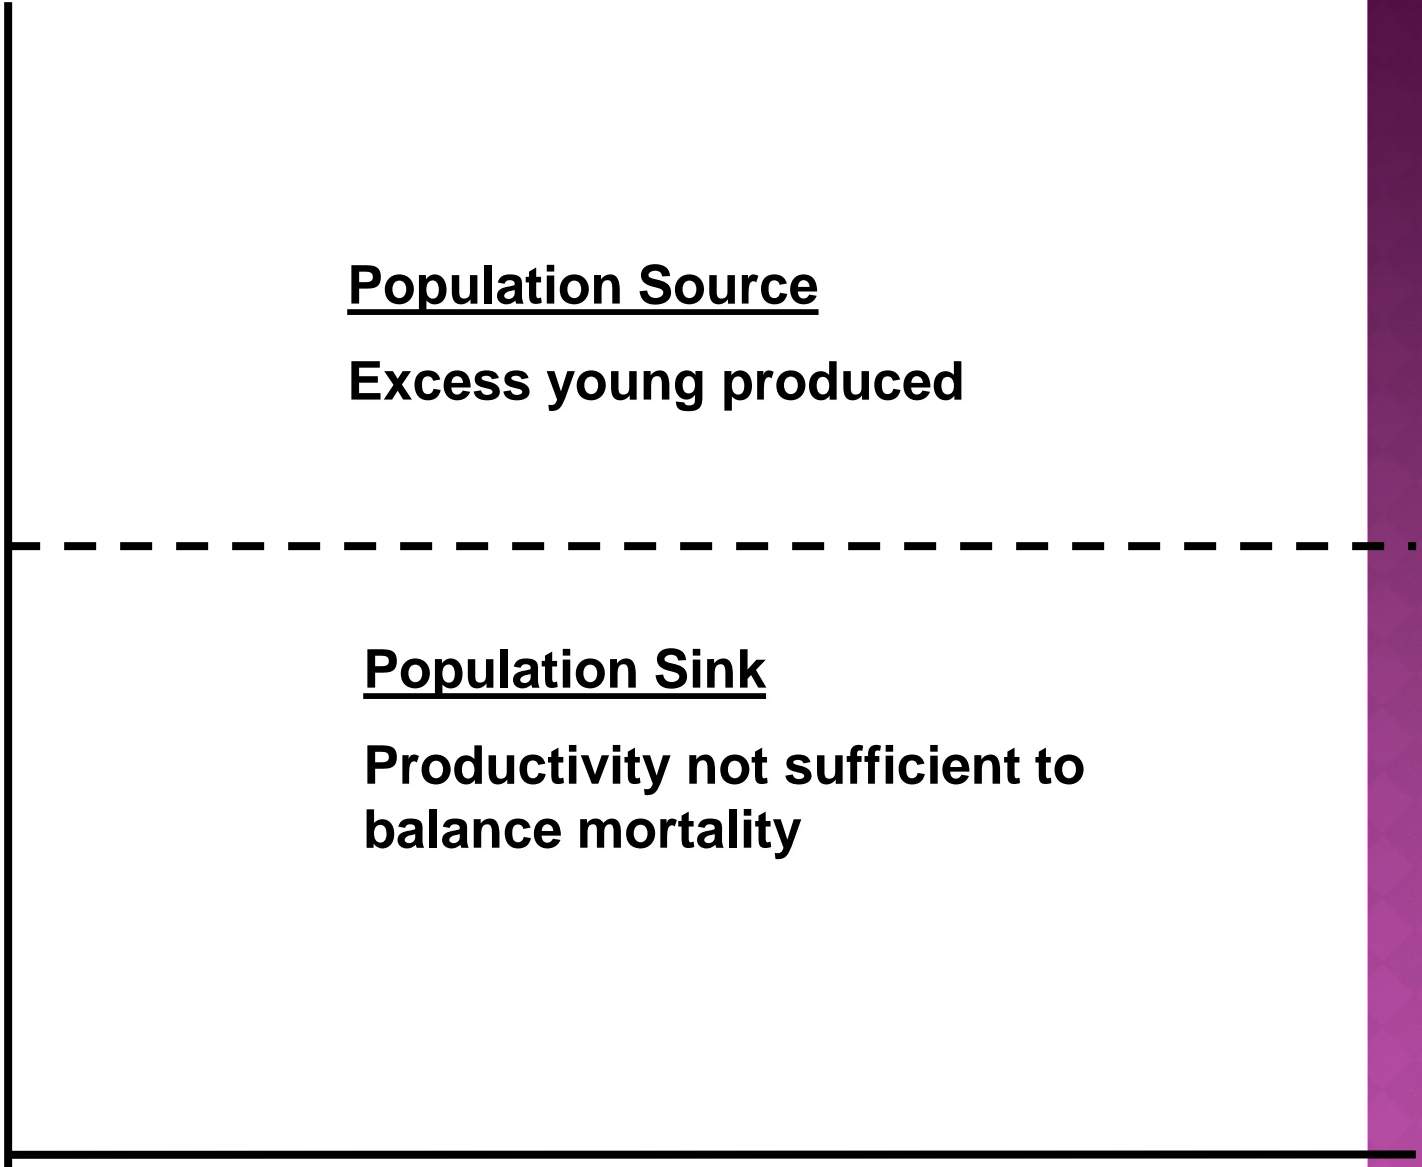 Population Source
Excess young produced
Population Sink
Productivity not sufficient to
balance mortality